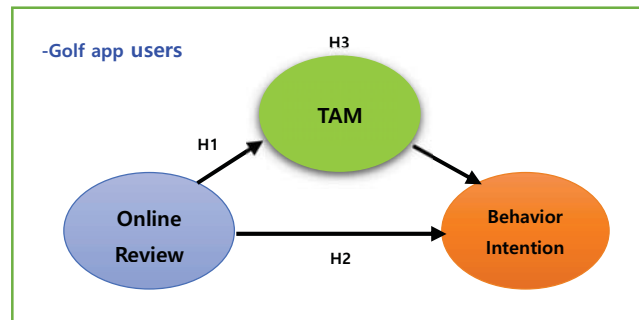 -Golf app users
H3
TAM
H1
Online
Review
Behavior
Intention
H2